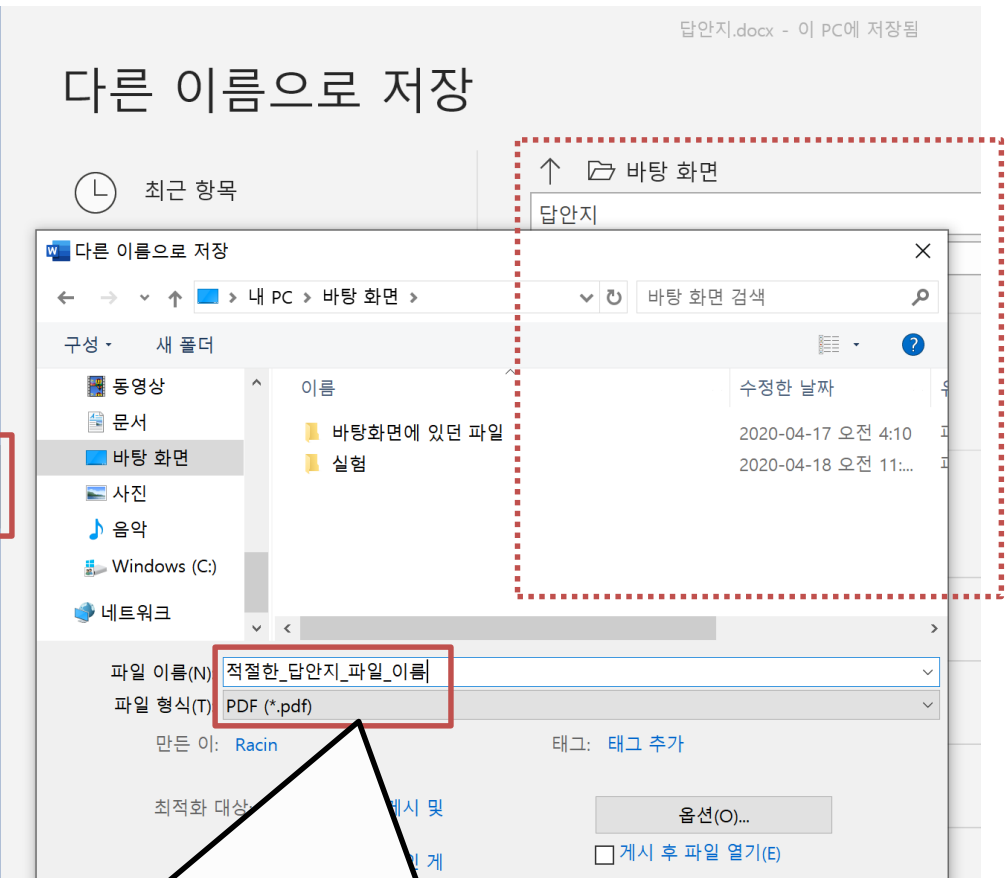 답안지.docx - 이 PC에 저장됨
다른 이름으로 저장
최근 항목
바탕 화면
답안지
다른 이름으로 저장
내 PC > 바탕 화면 >
바탕 화면 검색
구성
새 폴더
이름
수정한 날짜
동영상
문서
바탕 화면
사진
음악
Windows (C:)
네트워크
바탕화면에 있던 파일
2020-04-17 오전 4:10
실험
2020-04-18 오전 11:...
파일 이름(N):
적절한_답안지_파일_이름
파일 형식(T):
PDF (*.pdf)
만든 이: Racin
태그: 태그 추가
최적화 대상:
게시 및
옵션(O)...
게
게시 후 파일 열기(E)